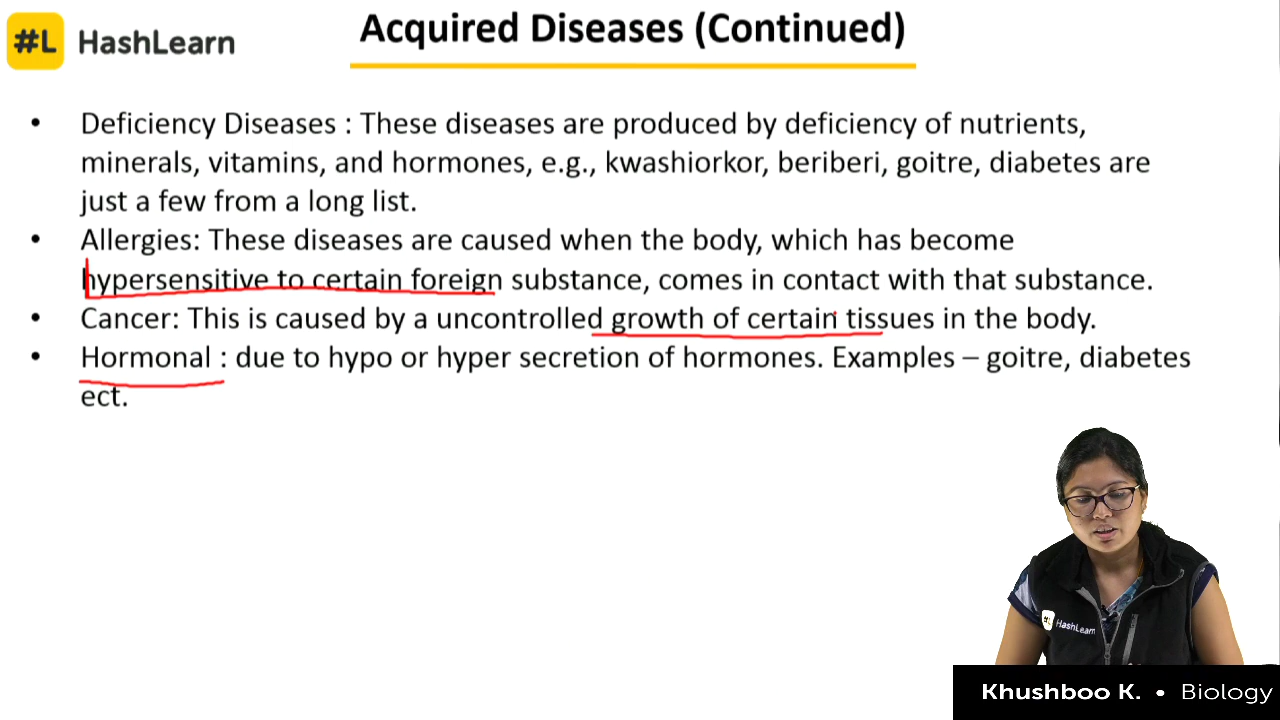 #L HashLearn
Acquired Diseases (Continued)
• Deficiency Diseases : These diseases are produced by deficiency of nutrients,
minerals, vitamins, and hormones, e.g., kwashiorkor, beriberi, goitre, diabetes are
just a few from a long list.
• Allergies: These diseases are caused when the body, which has become
hypersensitive to certain foreign substance, comes in contact with that substance.
• Cancer: This is caused by a uncontrolled growth of certain tissues in the body.
• Hormonal : due to hypo or hyper secretion of hormones. Examples – goitre, diabetes
ect.
#L HashLearn
Khushboo K. • Biology